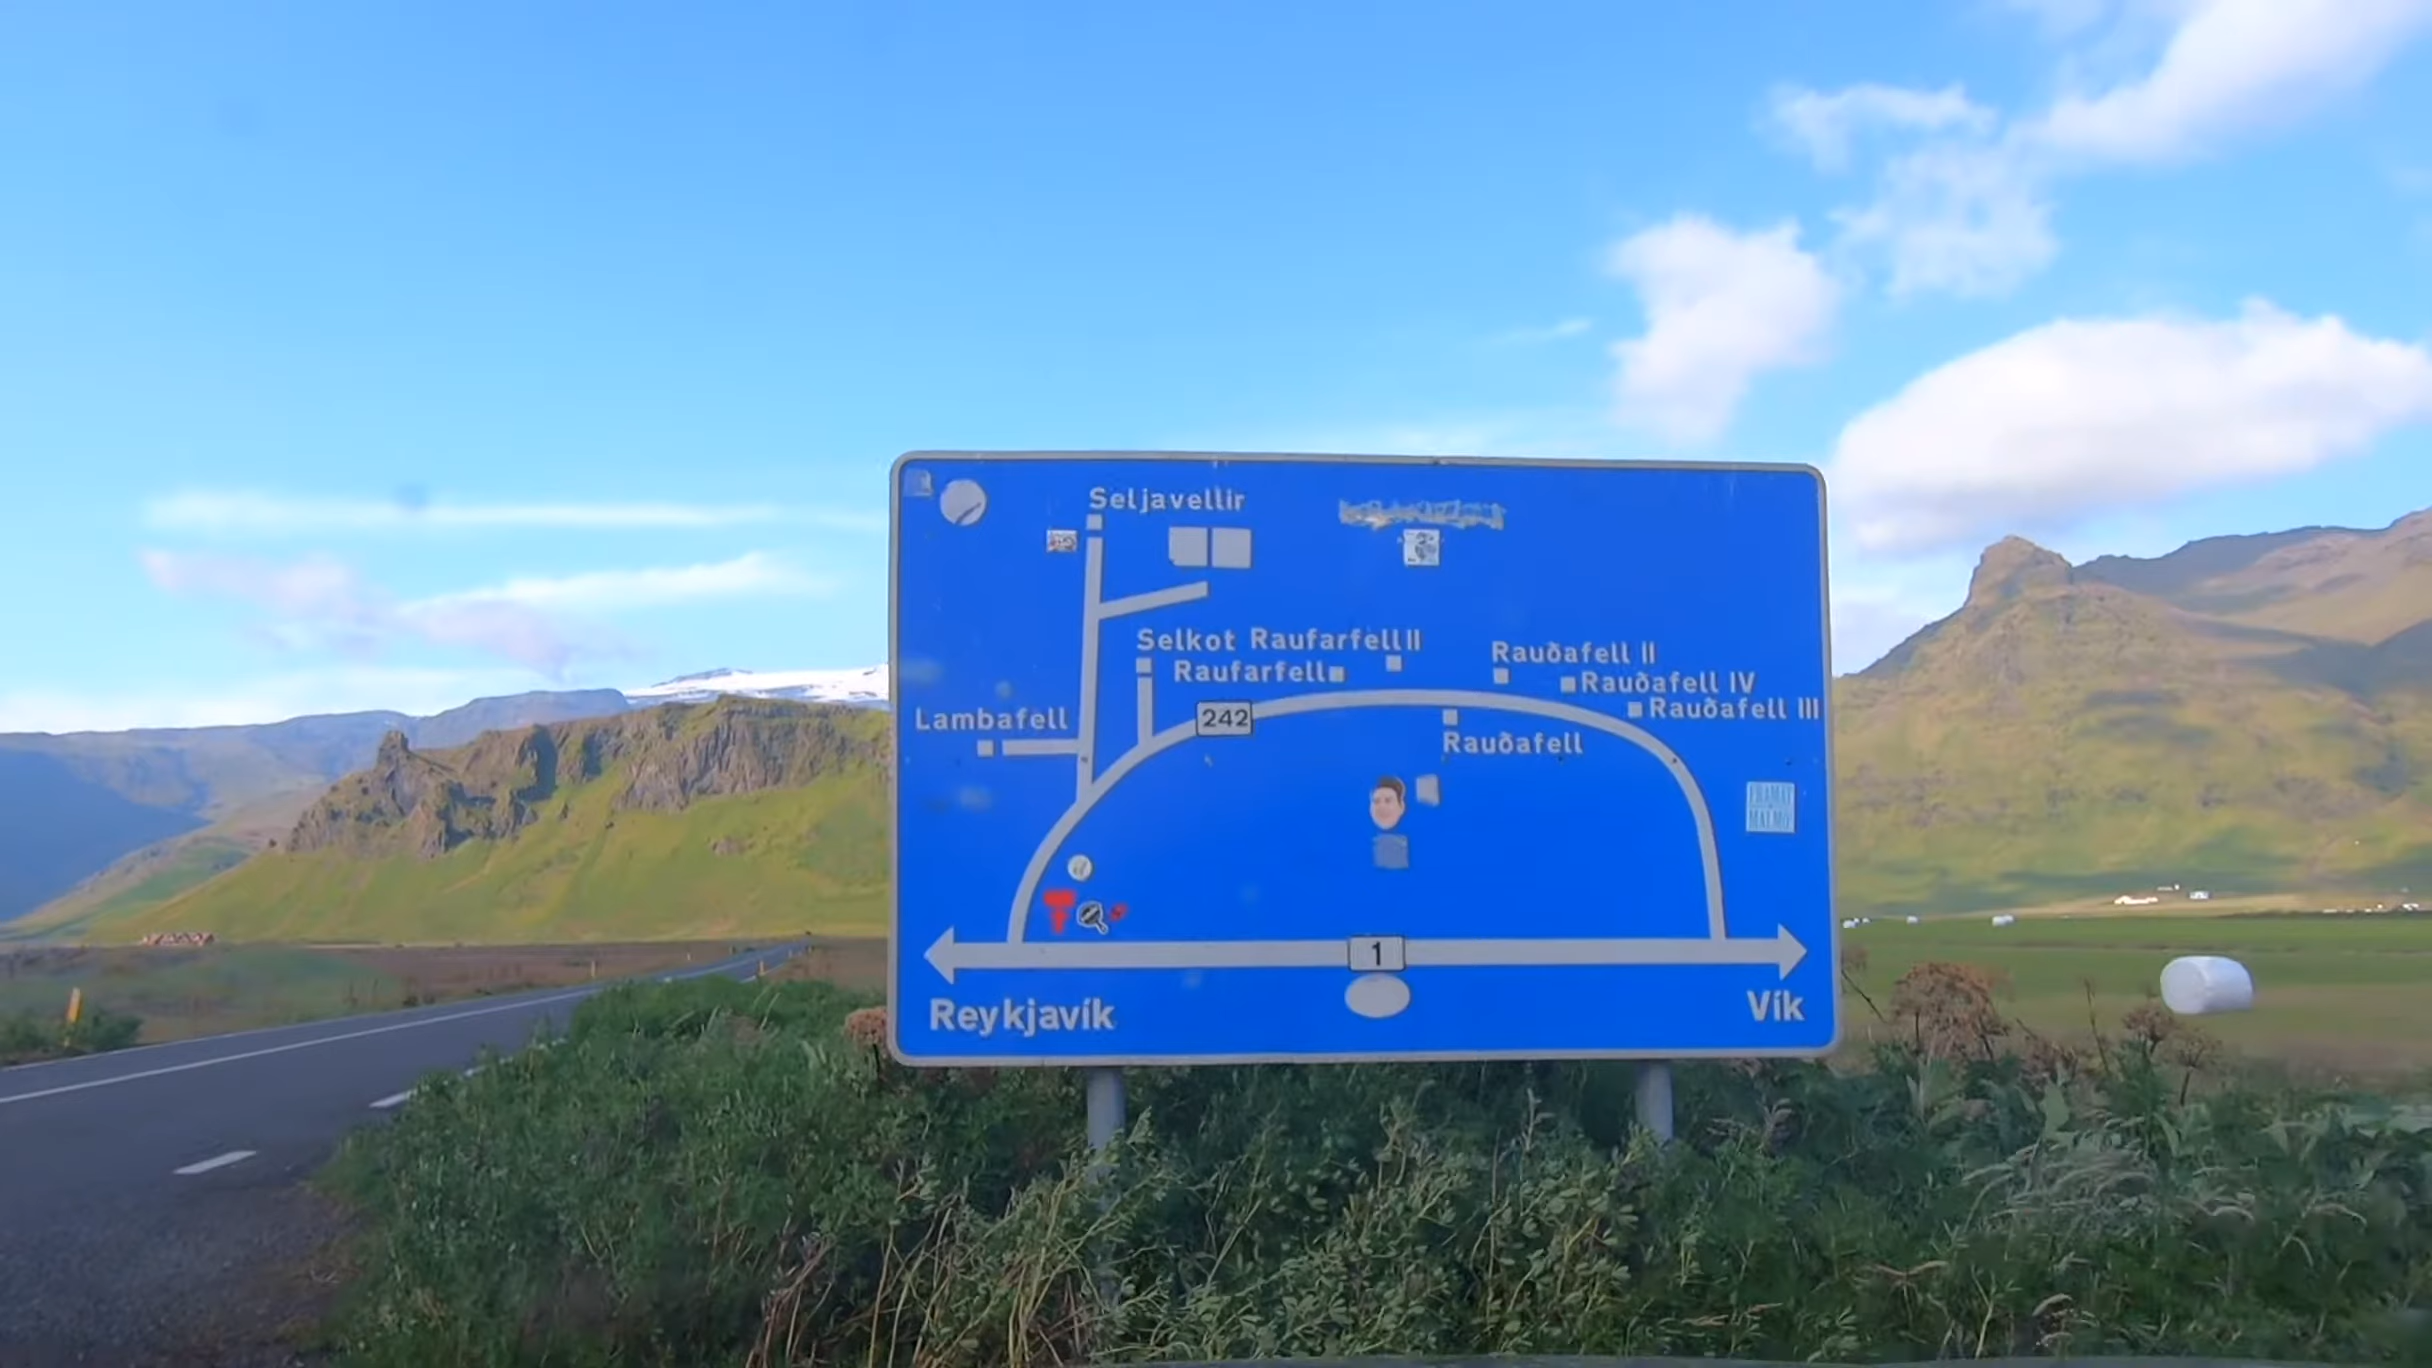 Seljavellir
Selkot Raufarfell II
Raufarfell
Rauðafell II
Rauðafell IV
Rauðafell III
Lambafell
242
Rauðafell
1
Reykjavík
Vík